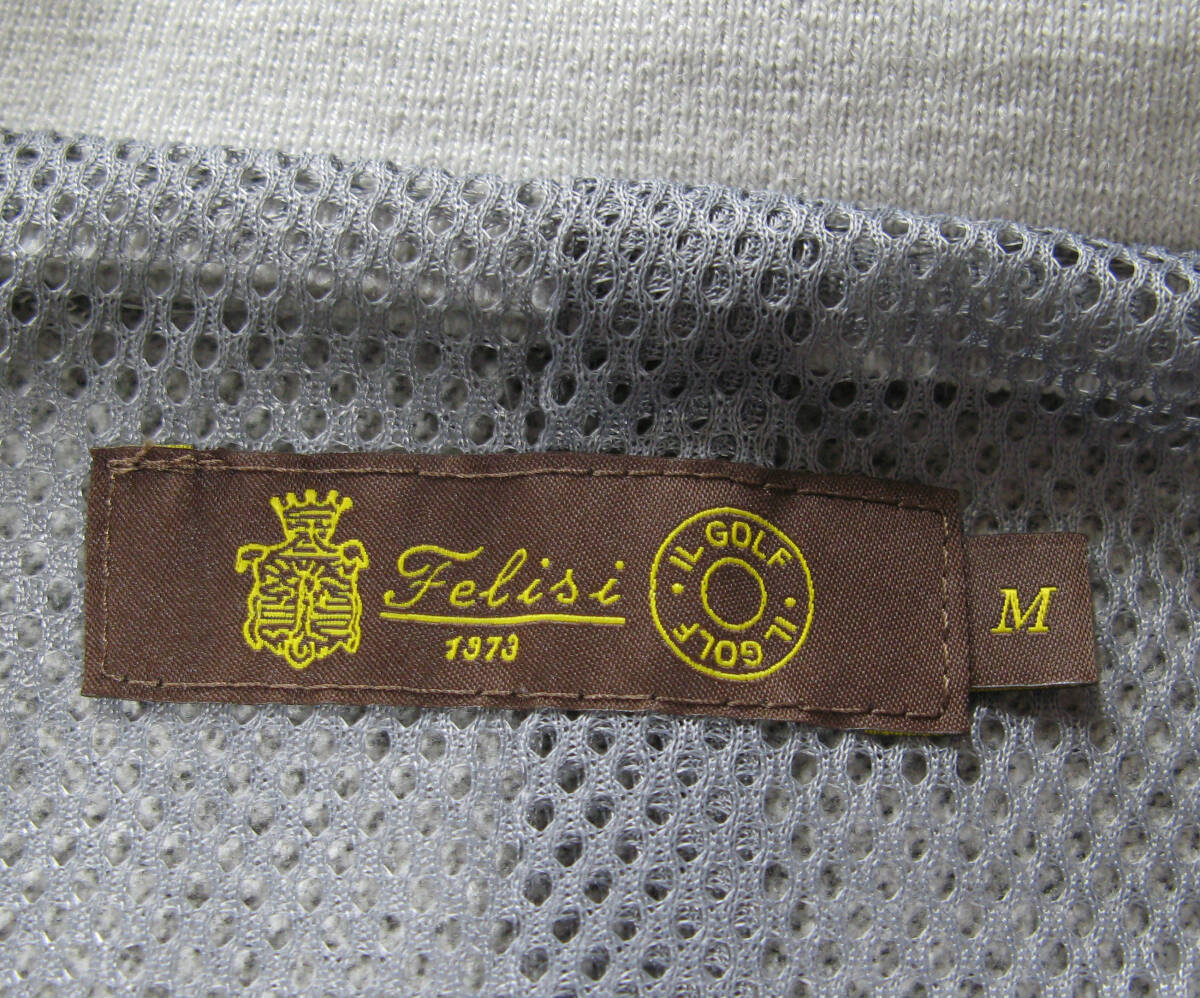 Felisi
1973
IL GOLF · IL GOLF ·
M